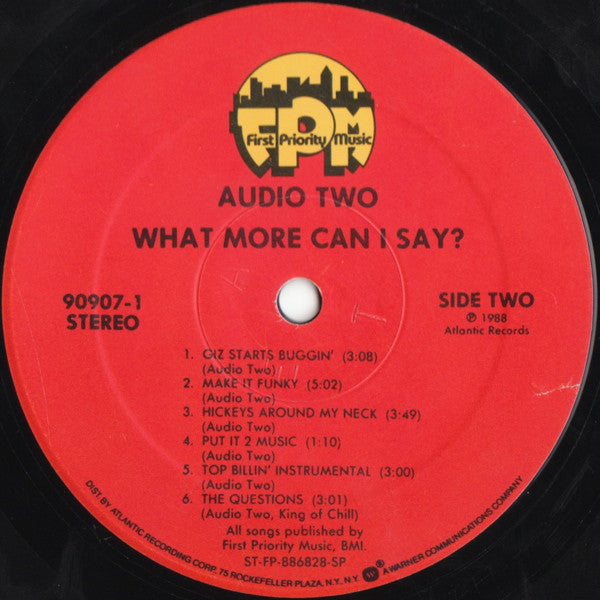 FPM
First Priority Music
AUDIO TWO
WHAT MORE CAN I SAY?
90907-1
STEREO
SIDE TWO
℗ 1988
Atlantic Records
1. GIZ STARTS BUGGIN' (3:08)
(Audio Two)
2. MAKE IT FUNKY (5:02)
(Audio Two)
3. HICKEYS AROUND MY NECK (3:49)
(Audio Two)
4. PUT IT 2 MUSIC (1:10)
(Audio Two)
5. TOP BILLIN' INSTRUMENTAL (3:00)
(Audio Two)
6. THE QUESTIONS (3:01)
(Audio Two, King of Chill)
All songs published by
First Priority Music, BMI.
ST-FP-886828-SP
DIST. BY ATLANTIC RECORDING CORP. 75 ROCKEFELLER PLAZA, N.Y. N.Y. W ® A WARNER COMMUNICATIONS COMPANY